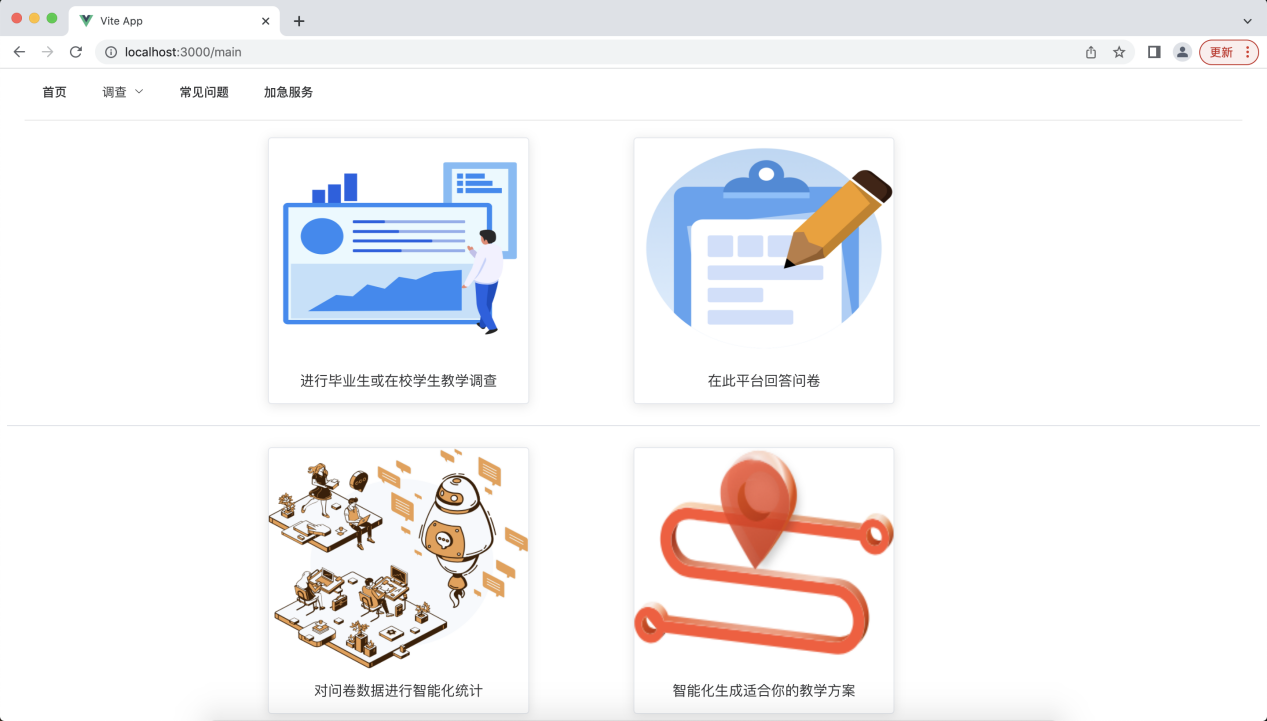 Vite App
localhost:3000/main
更新
首页
调查
常见问题
加急服务
进行毕业生或在校学生教学调查
在此平台回答问卷
对问卷数据进行智能化统计
智能化生成适合你的教学方案